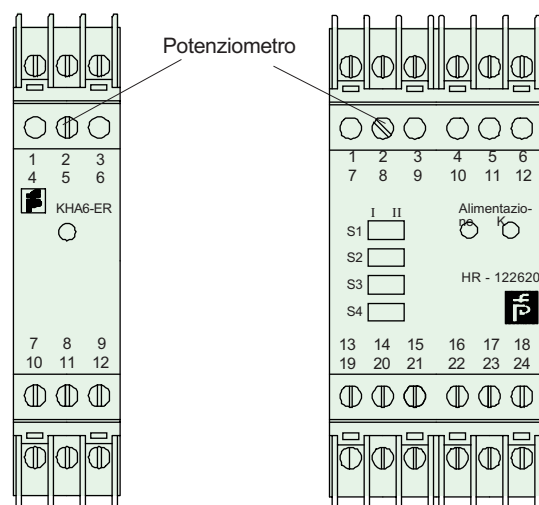 Potenziometro
1 2 3
4 5 6
KHA6-ER
7 8 9
10 11 12
1 2 3 4 5 6
7 8 9 10 11 12
I II
Alimentazio-
ne K
S1
S2
S3
S4
HR - 122620
13 14 15 16 17 18
19 20 21 22 23 24